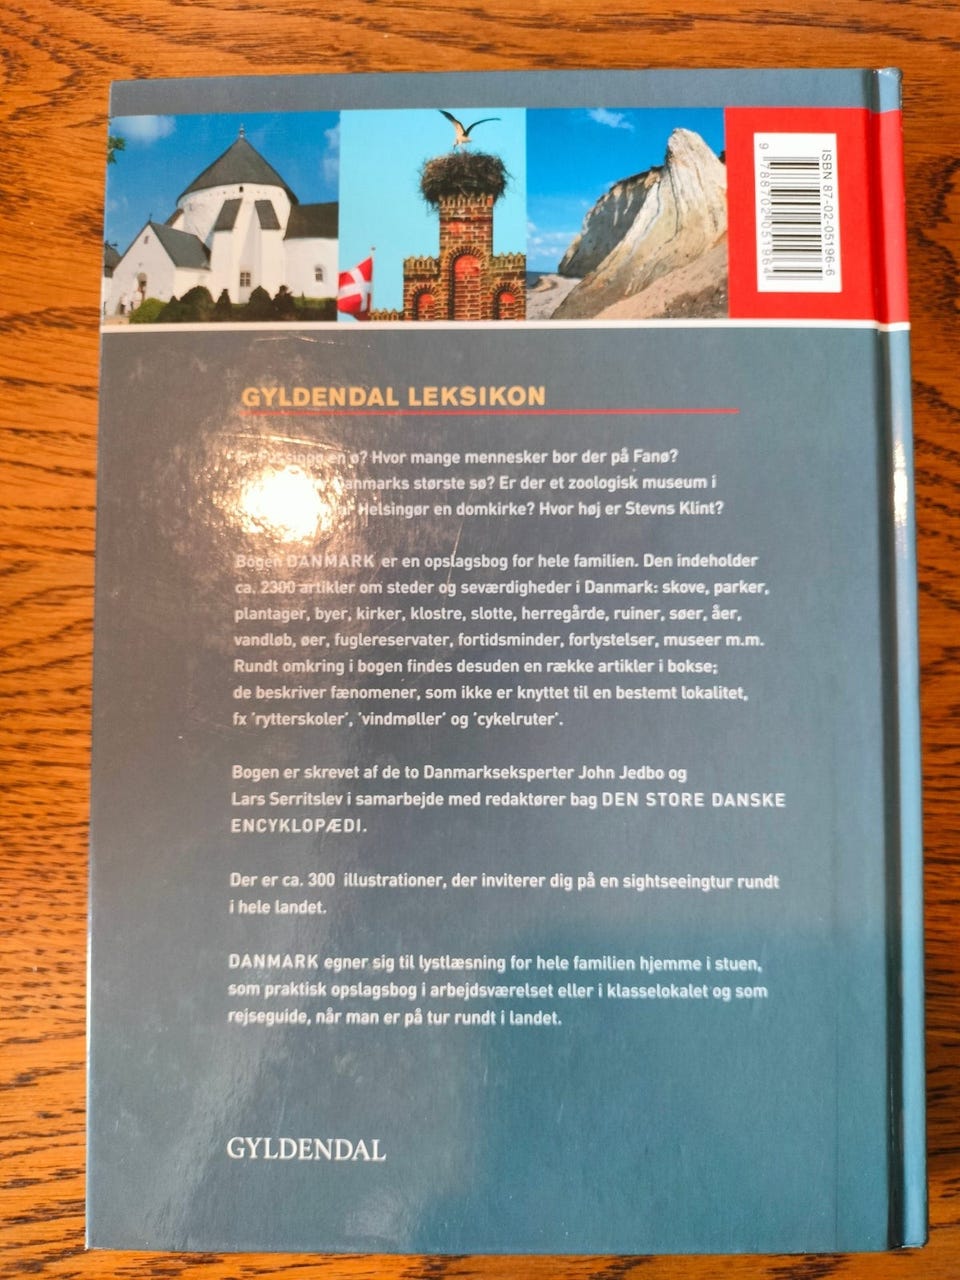 ISBN 87-02-05196-6
9 788702 051964
GYLDENDAL LEKSIKON
en ø? Hvor mange mennesker bor der på Fanø?
Danmarks største sø? Er der et zoologisk museum i
Helsingør en domkirke? Hvor høj er Stevns Klint?
Bogen DANMARK er en opslagsbog for hele familien. Den indeholder
ca. 2300 artikler om steder og seværdigheder i Danmark: skove, parker,
plantager, byer, kirker, klostre, slotte, herregårde, ruiner, søer, åer,
vandløb, øer, fuglereservater, fortidsminder, forlystelser, museer m.m.
Rundt omkring i bogen findes desuden en række artikler i bokse;
de beskriver fænomener, som ikke er knyttet til en bestemt lokalitet,
fx 'rytterskoler', 'vindmøller' og 'cykelruter'.
Bogen er skrevet af de to Danmarkseksperter John Jedbo og
Lars Serritslev i samarbejde med redaktører bag DEN STORE DANSKE
ENCYKLOPÆDI.
Der er ca. 300 illustrationer, der inviterer dig på en sightseeingtur rundt
i hele landet.
DANMARK egner sig til lystlæsning for hele familien hjemme i stuen,
som praktisk opslagsbog i arbejdsværelset eller i klasselokalet og som
rejseguide, når man er på tur rundt i landet.
GYLDENDAL